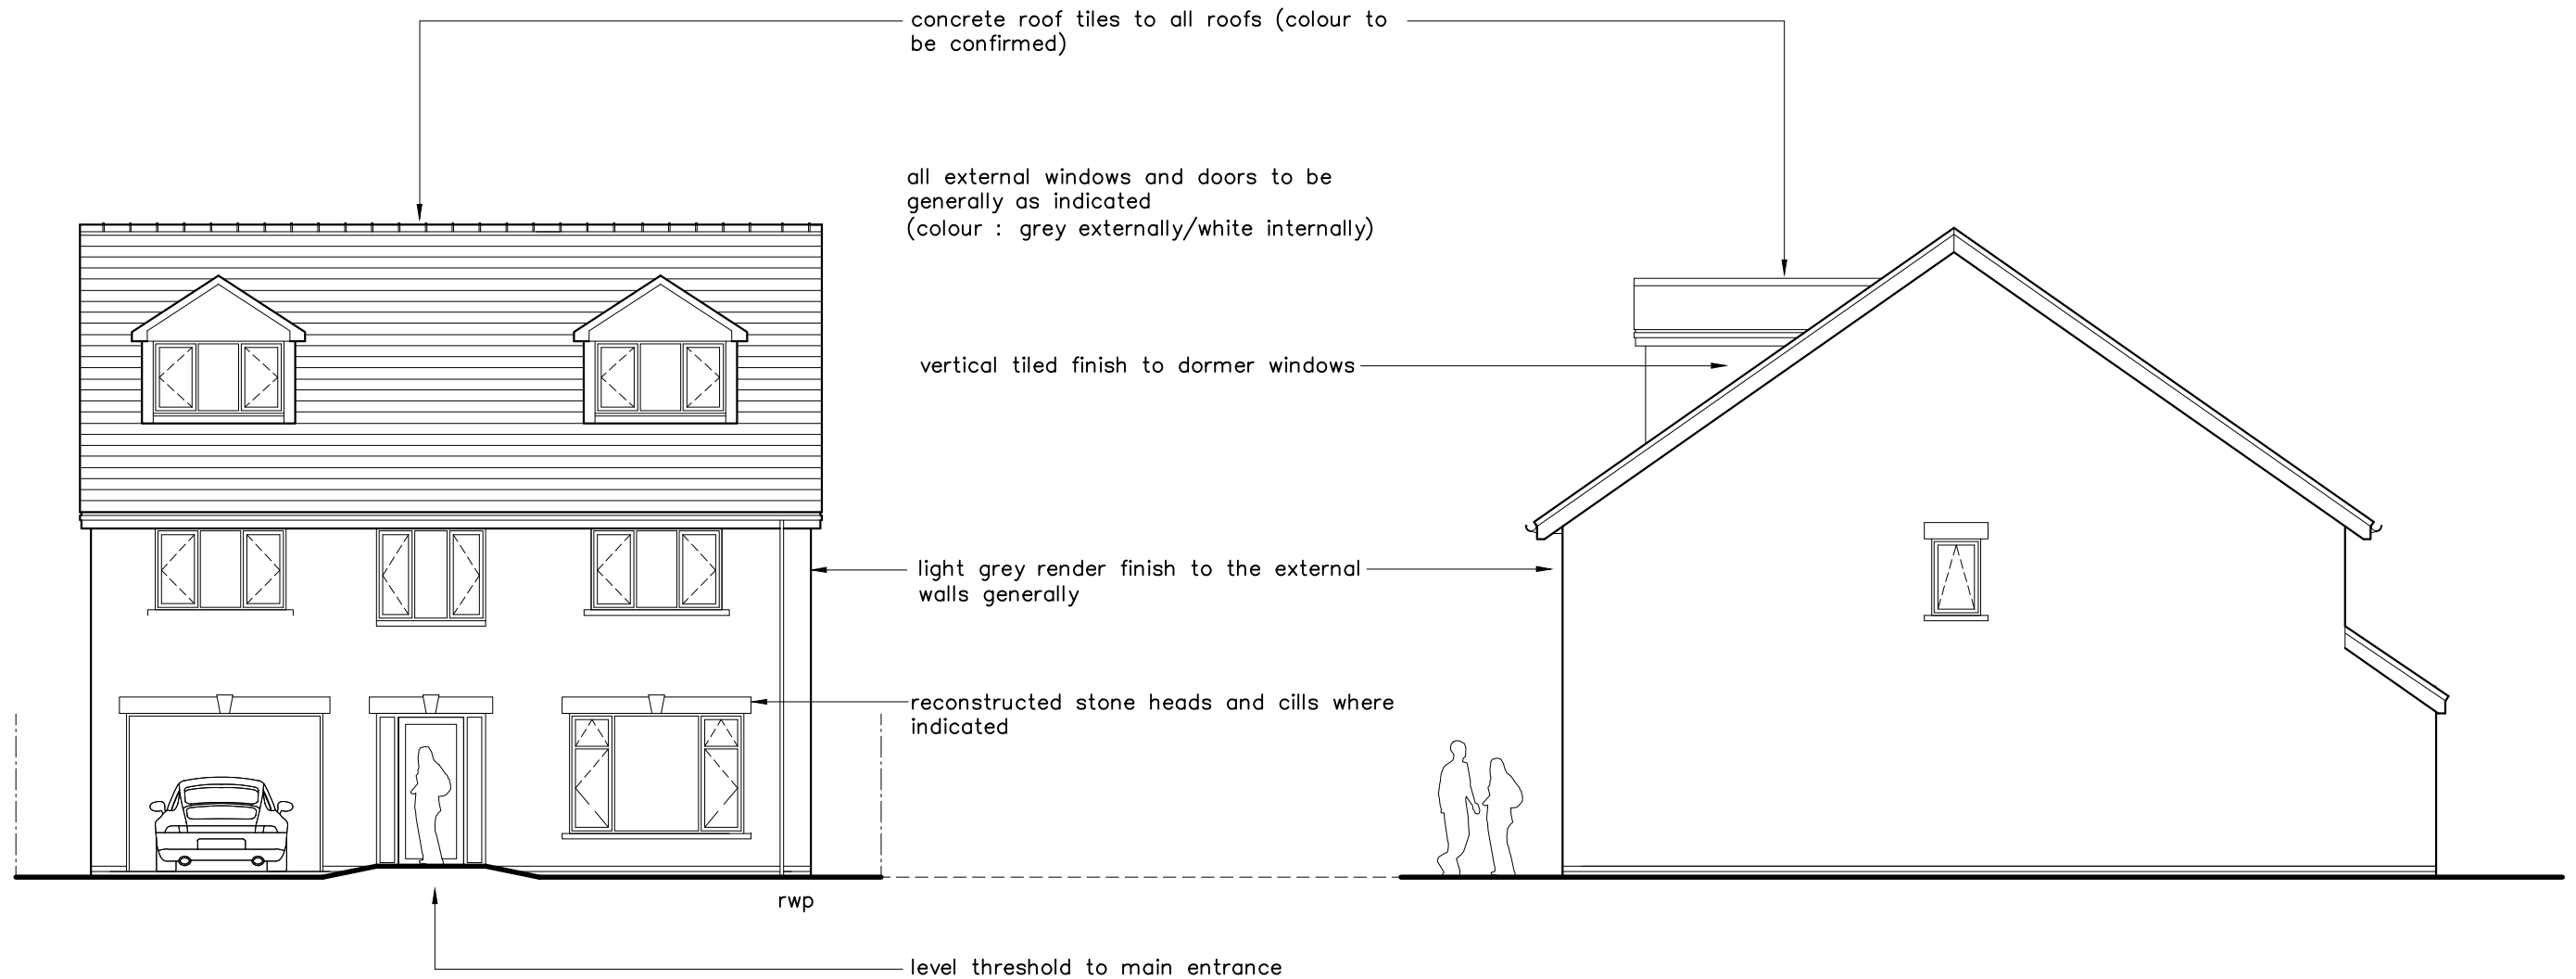 concrete roof tiles to all roofs (colour to
be confirmed)
all external windows and doors to be
generally as indicated
(colour : grey externally/white internally)
vertical tiled finish to dormer windows
light grey render finish to the external
walls generally
reconstructed stone heads and cills where
indicated
rwp
level threshold to main entrance